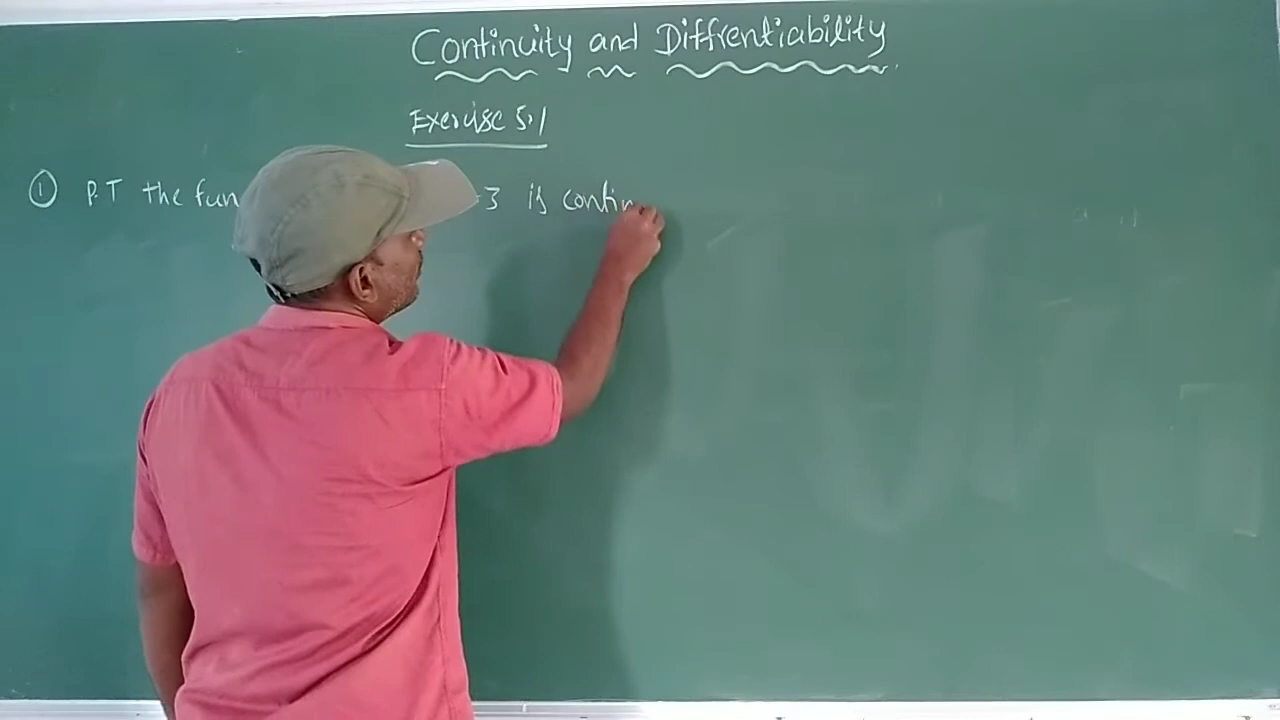 Continuity and Diffrentiability
Exercise 5.1
① P.T the fun -3 is contin